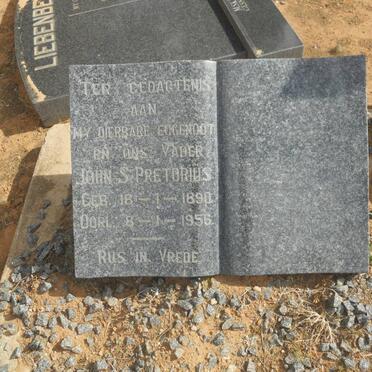 LIEBENBE
TER GEDAGTENIS
AAN
MY DIERBARE EGGENOOT
EN ONS VADER
JOHN S. PRETORIUS
GEB. 18-1-1890
OORL. 8-1-1956
RUS IN VREDE